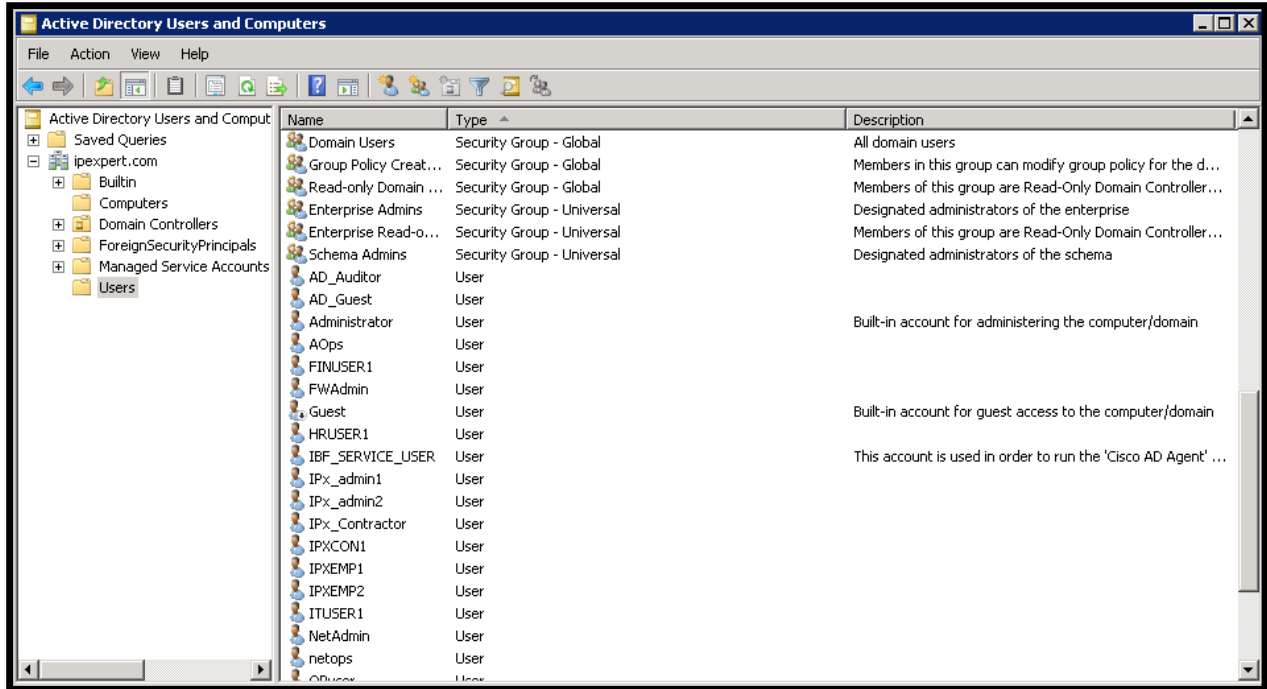 Active Directory Users and Computers
File Action View Help
Active Directory Users and Comput
Saved Queries
ipexpert.com
Builtin
Computers
Domain Controllers
ForeignSecurityPrincipals
Managed Service Accounts
Users
Name Type Description
Domain Users Security Group - Global All domain users
Group Policy Creat... Security Group - Global Members in this group can modify group policy for the d...
Read-only Domain ... Security Group - Global Members of this group are Read-Only Domain Controller...
Enterprise Admins Security Group - Universal Designated administrators of the enterprise
Enterprise Read-o... Security Group - Universal Members of this group are Read-Only Domain Controller...
Schema Admins Security Group - Universal Designated administrators of the schema
AD_Auditor User
AD_Guest User
Administrator User Built-in account for administering the computer/domain
AOps User
FINUSER1 User
FWAdmin User
Guest User Built-in account for guest access to the computer/domain
HRUSER1 User
IBF_SERVICE_USER User This account is used in order to run the 'Cisco AD Agent' ...
IPx_admin1 User
IPx_admin2 User
IPx_Contractor User
IPXCON1 User
IPXEMP1 User
IPXEMP2 User
ITUSER1 User
NetAdmin User
netops User
User